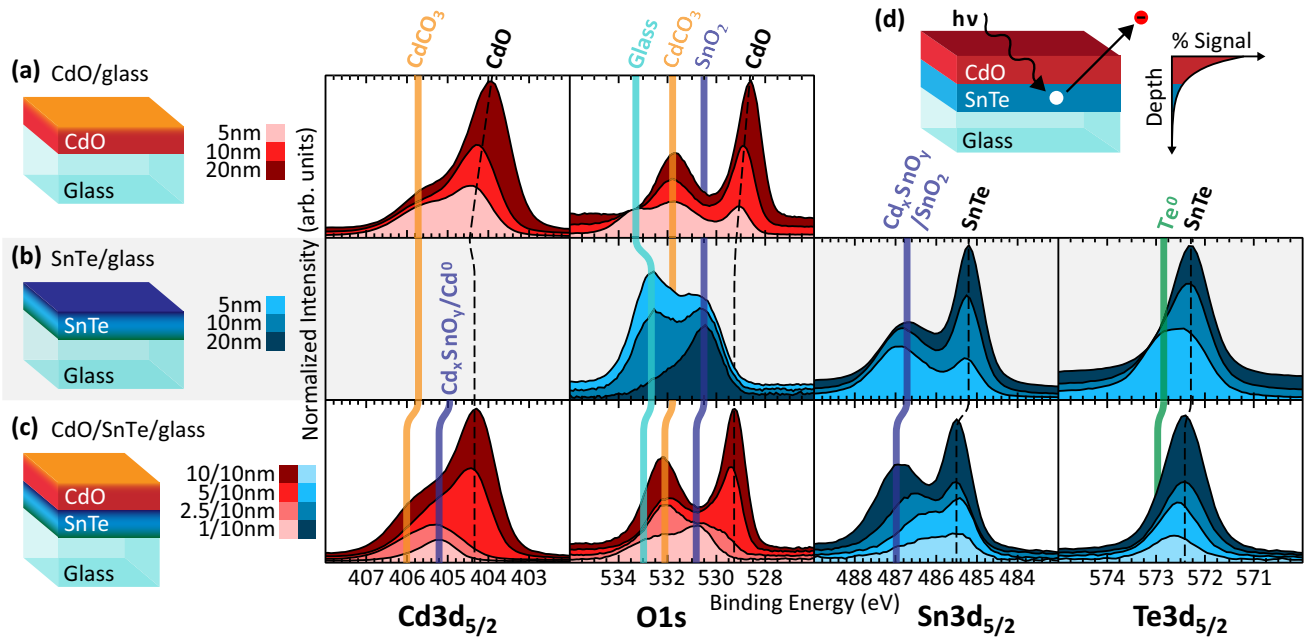 (a) CdO/glass
CdO
Glass
5nm
10nm
20nm
(b) SnTe/glass
SnTe
Glass
5nm
10nm
20nm
(c) CdO/SnTe/glass
CdO
SnTe
Glass
10/10nm
5/10nm
2.5/10nm
1/10nm
Normalized Intensity (arb. units)
CdCO₃
CdO
Glass
CdCO₃
SnO₂
CdO
(d)
hν
-
CdO
SnTe
Glass
% Signal
Depth
CdₓSnOᵧ
/SnO₂
SnTe
Te⁰
SnTe
CdₓSnOᵧ/Cd⁰
407 406 405 404 403
534 532 530 528
488 487 486 485 484
574 573 572 571
Binding Energy (eV)
Cd3d₅/₂
O1s
Sn3d₅/₂
Te3d₅/₂